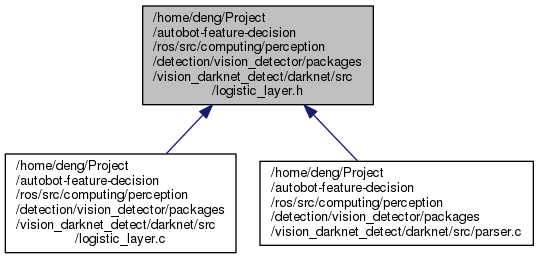 /home/deng/Project
/autobot-feature-decision
/ros/src/computing/perception
/detection/vision_detector/packages
/vision_darknet_detect/darknet/src
/logistic_layer.h
/home/deng/Project
/autobot-feature-decision
/ros/src/computing/perception
/detection/vision_detector/packages
/vision_darknet_detect/darknet/src
/logistic_layer.c
/home/deng/Project
/autobot-feature-decision
/ros/src/computing/perception
/detection/vision_detector/packages
/vision_darknet_detect/darknet/src/parser.c